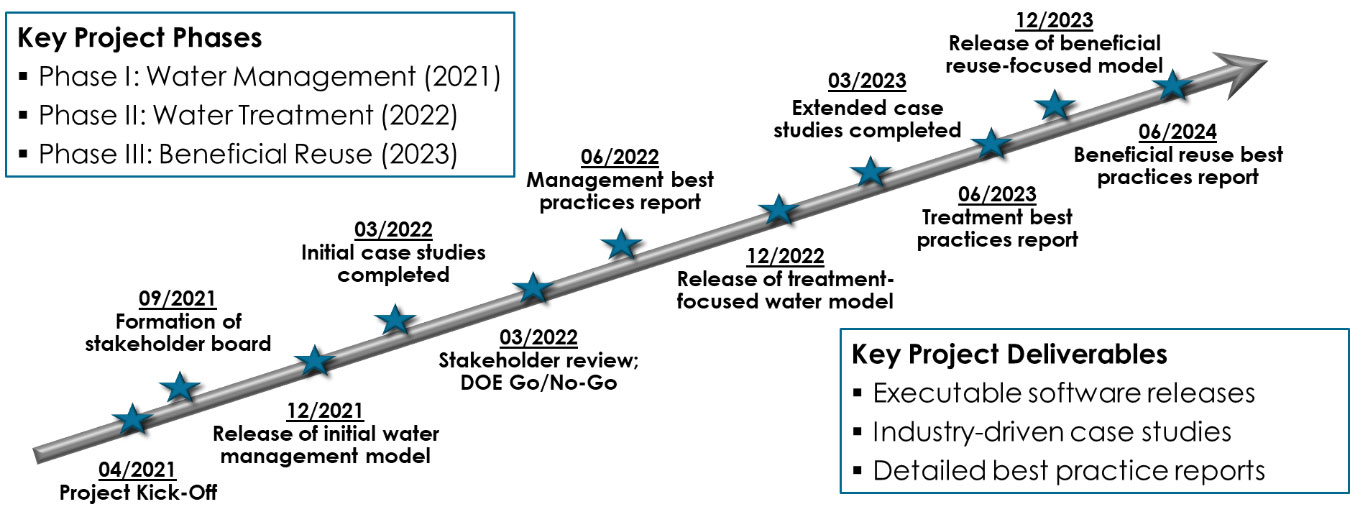 Key Project Phases
▪ Phase I: Water Management (2021)
▪ Phase II: Water Treatment (2022)
▪ Phase III: Beneficial Reuse (2023)
04/2021
Project Kick-Off
09/2021
Formation of
stakeholder board
12/2021
Release of initial water
management model
03/2022
Initial case studies
completed
03/2022
Stakeholder review;
DOE Go/No-Go
06/2022
Management best
practices report
12/2022
Release of treatment-
focused water model
03/2023
Extended case
studies completed
06/2023
Treatment best
practices report
12/2023
Release of beneficial
reuse-focused model
06/2024
Beneficial reuse best
practices report
Key Project Deliverables
▪ Executable software releases
▪ Industry-driven case studies
▪ Detailed best practice reports